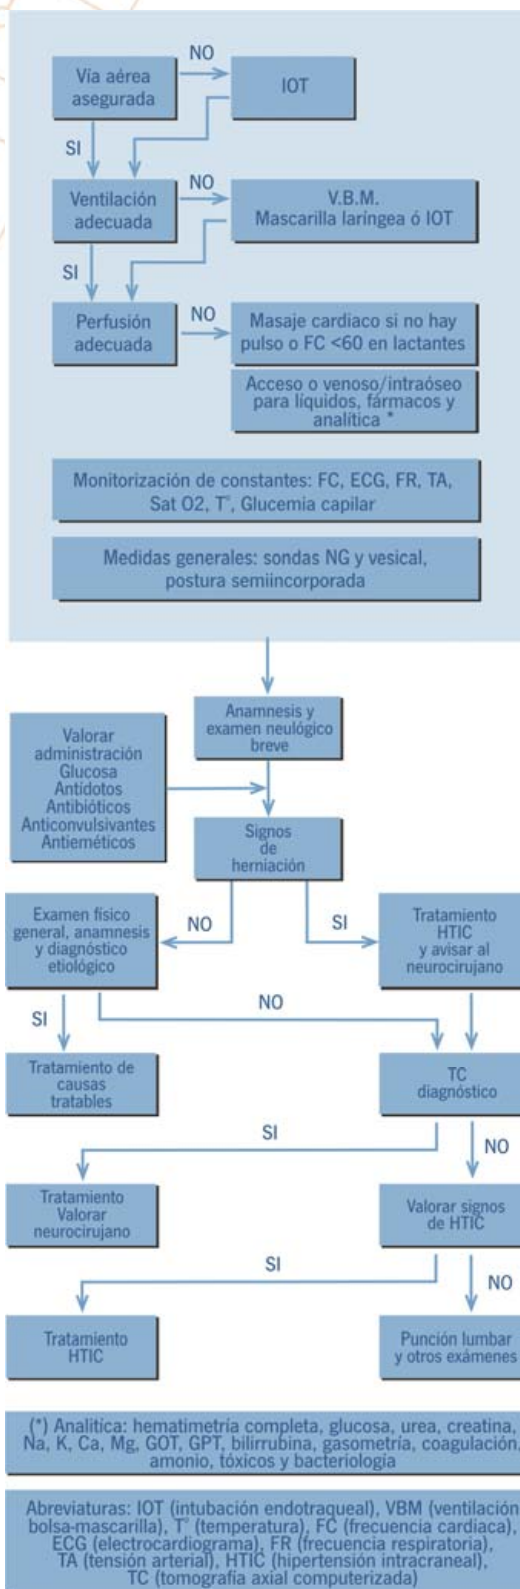 NO
Vía aérea
asegurada
IOT
SI
Ventilación
adecuada
NO
V.B.M.
Mascarilla laríngea ó IOT
SI
Perfusión
adecuada
NO
Masaje cardiaco si no hay
pulso o FC <60 en lactantes
Acceso o venoso/intraóseo
para líquidos, fármacos y
analítica *
Monitorización de constantes: FC, ECG, FR, TA,
Sat O2, T°, Glucemia capilar
Medidas generales: sondas NG y vesical,
postura semiincorporada
Anamnesis y
examen neulógico
breve
Valorar
administración
Glucosa
Antídotos
Antibióticos
Anticonvulsivantes
Antieméticos
Signos
de
herniación
Examen físico
general, anamnesis
y diagnóstico
etiológico
NO
SI
Tratamiento
HTIC
y avisar al
neurocirujano
SI
NO
Tratamiento de
causas
tratables
TC
diagnóstico
SI
NO
Tratamiento
Valorar
neurocirujano
Valorar signos
de HTIC
SI
NO
Tratamiento
HTIC
Punción lumbar
y otros exámenes
(*) Analítica: hematimetría completa, glucosa, urea, creatina,
Na, K, Ca, Mg, GOT, GPT, bilirrubina, gasometría, coagulación,
amonio, tóxicos y bacteriología
Abreviaturas: IOT (intubación endotraqueal), VBM (ventilación
bolsa-mascarilla), T° (temperatura), FC (frecuencia cardiaca),
ECG (electrocardiograma), FR (frecuencia respiratoria),
TA (tensión arterial), HTIC (hipertensión intracraneal),
TC (tomografía axial computerizada)